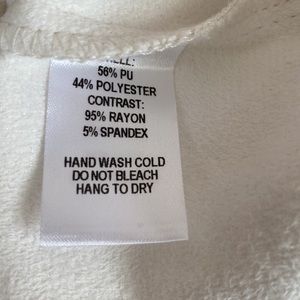 56% PU
44% POLYESTER
CONTRAST:
95% RAYON
5% SPANDEX
HAND WASH COLD
DO NOT BLEACH
HANG TO DRY